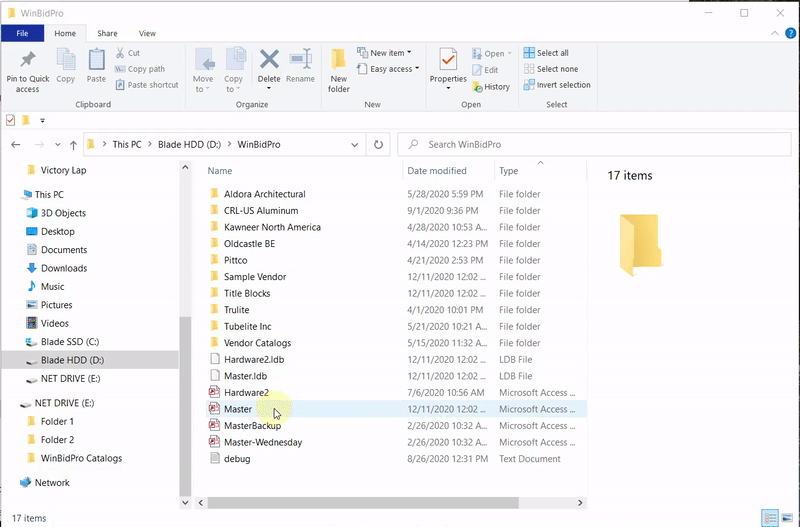 WinBidPro
File Home Share View
Pin to Quick access
Copy
Paste
Cut
Copy path
Paste shortcut
Clipboard
Move to
Copy to
Delete
Rename
Organize
New folder
New item
Easy access
New
Properties
Open
Edit
History
Open
Select all
Select none
Invert selection
Select
This PC > Blade HDD (D:) > WinBidPro
Search WinBidPro
Victory Lap
This PC
3D Objects
Desktop
Documents
Downloads
Music
Pictures
Videos
Blade SSD (C:)
Blade HDD (D:)
NET DRIVE (E:)
NET DRIVE (E:)
Folder 1
Folder 2
WinBidPro Catalogs
Network
Name Date modified Type
Aldora Architectural 5/28/2020 5:59 PM File folder
CRL-US Aluminum 9/1/2020 9:36 PM File folder
Kawneer North America 4/28/2020 10:53 A... File folder
Oldcastle BE 4/14/2020 12:23 PM File folder
Pittco 4/21/2020 2:53 PM File folder
Sample Vendor 12/11/2020 12:02 ... File folder
Title Blocks 12/11/2020 12:02 ... File folder
Trulite 4/1/2020 10:01 PM File folder
Tubelite Inc 5/21/2020 10:21 A... File folder
Vendor Catalogs 5/15/2020 11:32 A... File folder
Hardware2.ldb 12/11/2020 12:02 ... LDB File
Master.ldb 12/11/2020 12:02 ... LDB File
Hardware2 7/6/2020 10:56 AM Microsoft Access ...
Master 12/11/2020 12:02 ... Microsoft Access ...
MasterBackup 2/26/2020 10:32 A... Microsoft Access ...
Master-Wednesday 2/26/2020 10:32 A... Microsoft Access ...
debug 8/26/2020 12:31 PM Text Document
17 items
17 items